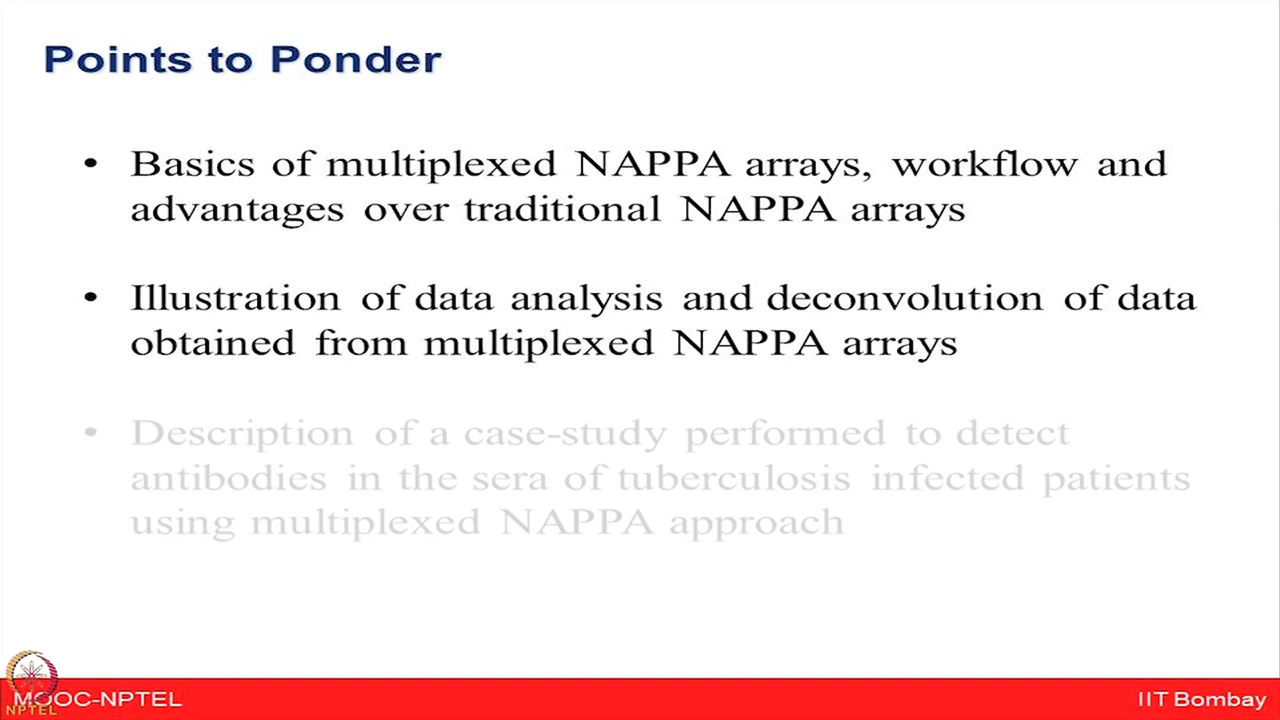 Points to Ponder
• Basics of multiplexed NAPPA arrays, workflow and
advantages over traditional NAPPA arrays
• Illustration of data analysis and deconvolution of data
obtained from multiplexed NAPPA arrays
• Description of a case-study performed to detect
antibodies in the sera of tuberculosis infected patients
using multiplexed NAPPA approach
MOOC-NPTEL
NPTEL
IIT Bombay